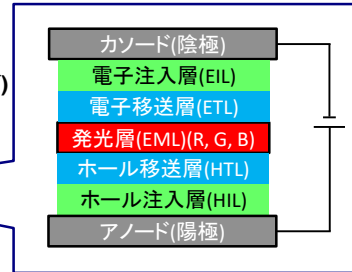 )
カソード(陰極)
電子注入層(EIL)
電子移送層(ETL)
発光層(EML)(R, G, B)
ホール移送層(HTL)
ホール注入層(HIL)
アノード(陽極)